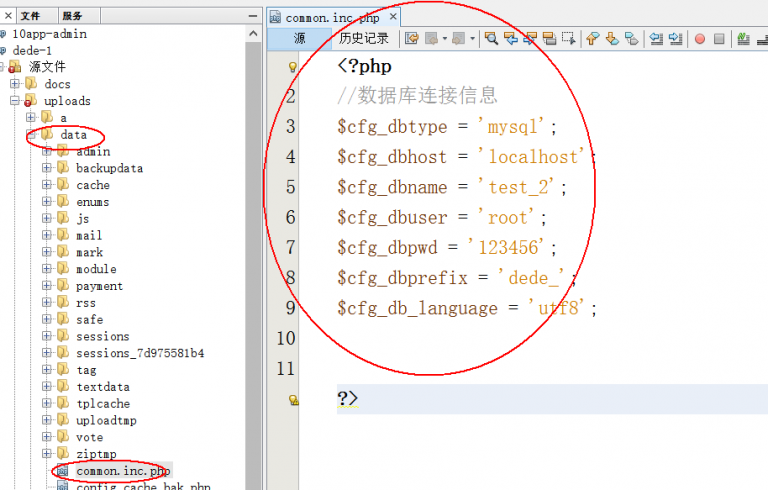 文件 服务
10app-admin
dede-1
源文件
docs
uploads
a
data
admin
backupdata
cache
enums
js
mail
mark
module
payment
rss
safe
sessions
sessions_7d975581b4
tag
textdata
tplcache
uploadtmp
vote
ziptmp
common.inc.php
config_cache_bak.php
common.inc.php
源 历史记录
<?php
2 //数据库连接信息
3 $cfg_dbtype = 'mysql';
4 $cfg_dbhost = 'localhost';
5 $cfg_dbname = 'test_2';
6 $cfg_dbuser = 'root';
7 $cfg_dbpwd = '123456';
8 $cfg_dbprefix = 'dede_';
9 $cfg_db_language = 'utf8';
10
11
?>